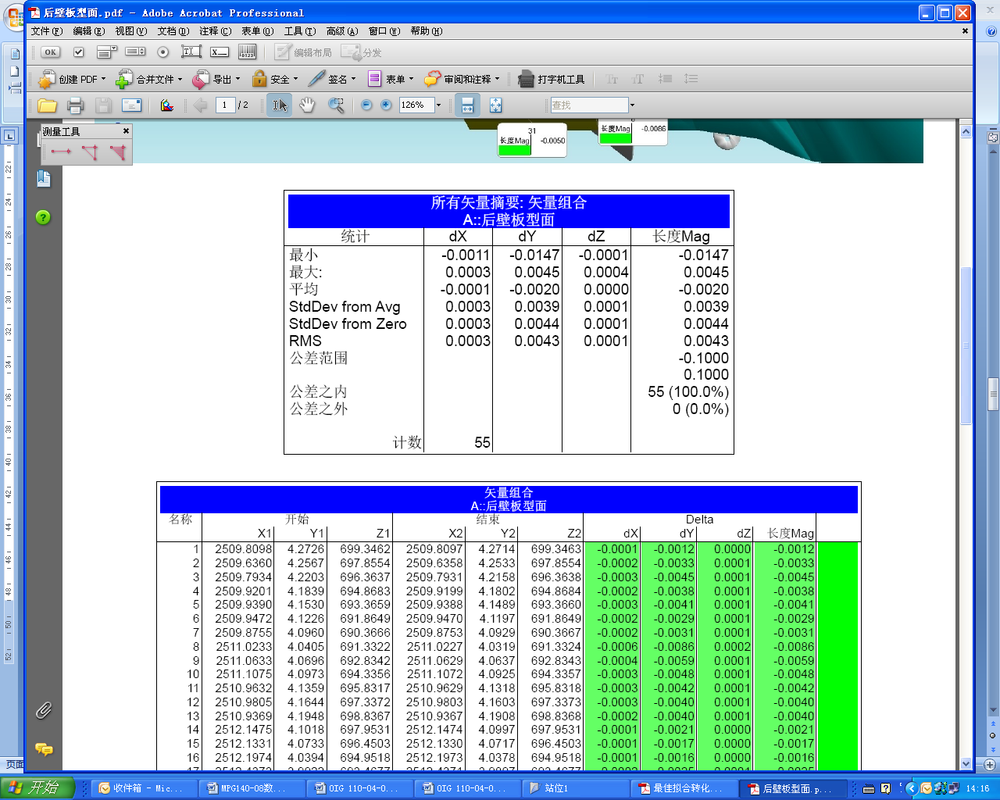 后壁板型面.pdf - Adobe Acrobat Professional
文件(F) 编辑(E) 视图(V) 文档(D) 注释(C) 表单(O) 工具(T) 高级(A) 窗口(W) 帮助(H)
OK 编辑布局 分发
创建 PDF 合并文件 导出 安全 签名 表单 审阅和注释 打字机工具
1 / 2 126% 查找
测量工具
31
长度Mag -0.0050
长度Mag -0.0086
所有矢量摘要: 矢量组合
A::后壁板型面
统计 dX dY dZ 长度Mag
最小 -0.0011 -0.0147 -0.0001 -0.0147
最大: 0.0003 0.0045 0.0004 0.0045
平均 -0.0001 -0.0020 0.0000 -0.0020
StdDev from Avg 0.0003 0.0039 0.0001 0.0039
StdDev from Zero 0.0003 0.0044 0.0001 0.0044
RMS 0.0003 0.0043 0.0001 0.0043
公差范围 -0.1000
0.1000
公差之内 55 (100.0%)
公差之外 0 (0.0%)
计数 55
矢量组合
A::后壁板型面
名称 开始 结束 Delta
X1 Y1 Z1 X2 Y2 Z2 dX dY dZ 长度Mag
1 2509.8098 4.2726 699.3462 2509.8097 4.2714 699.3463 -0.0001 -0.0012 0.0000 -0.0012
2 2509.6360 4.2567 697.8554 2509.6358 4.2533 697.8554 -0.0002 -0.0033 0.0001 -0.0033
3 2509.7934 4.2203 696.3637 2509.7931 4.2158 696.3638 -0.0003 -0.0045 0.0001 -0.0045
4 2509.9201 4.1839 694.8683 2509.9199 4.1802 694.8684 -0.0002 -0.0038 0.0001 -0.0038
5 2509.9390 4.1530 693.3659 2509.9388 4.1489 693.3660 -0.0003 -0.0041 0.0001 -0.0041
6 2509.9472 4.1226 691.8649 2509.9470 4.1197 691.8649 -0.0002 -0.0029 0.0001 -0.0029
7 2509.8755 4.0960 690.3666 2509.8753 4.0929 690.3667 -0.0002 -0.0031 0.0001 -0.0031
8 2511.0233 4.0405 691.3322 2511.0227 4.0319 691.3324 -0.0006 -0.0086 0.0002 -0.0086
9 2511.0633 4.0696 692.8342 2511.0629 4.0637 692.8343 -0.0004 -0.0059 0.0001 -0.0059
10 2511.1075 4.0973 694.3356 2511.1072 4.0925 694.3357 -0.0003 -0.0048 0.0001 -0.0048
11 2510.9632 4.1359 695.8317 2510.9629 4.1318 695.8318 -0.0003 -0.0042 0.0001 -0.0042
12 2510.9805 4.1644 697.3372 2510.9803 4.1603 697.3373 -0.0003 -0.0040 0.0001 -0.0040
13 2510.9369 4.1948 698.8367 2510.9367 4.1908 698.8368 -0.0002 -0.0040 0.0001 -0.0040
14 2512.1475 4.1018 697.9531 2512.1474 4.0997 697.9531 -0.0001 -0.0021 0.0000 -0.0021
15 2512.1331 4.0733 696.4503 2512.1330 4.0717 696.4503 -0.0001 -0.0017 0.0000 -0.0017
16 2512.1974 4.0394 694.9518 2512.1973 4.0378 694.9518 -0.0001 -0.0016 0.0000 -0.0016
页面
开始 收件箱 - Mic... MPG140-08数... OIG 110-04-0... OIG 110-04-0... 站位1 最佳拟合转化... 后壁板型面.p... 14:16